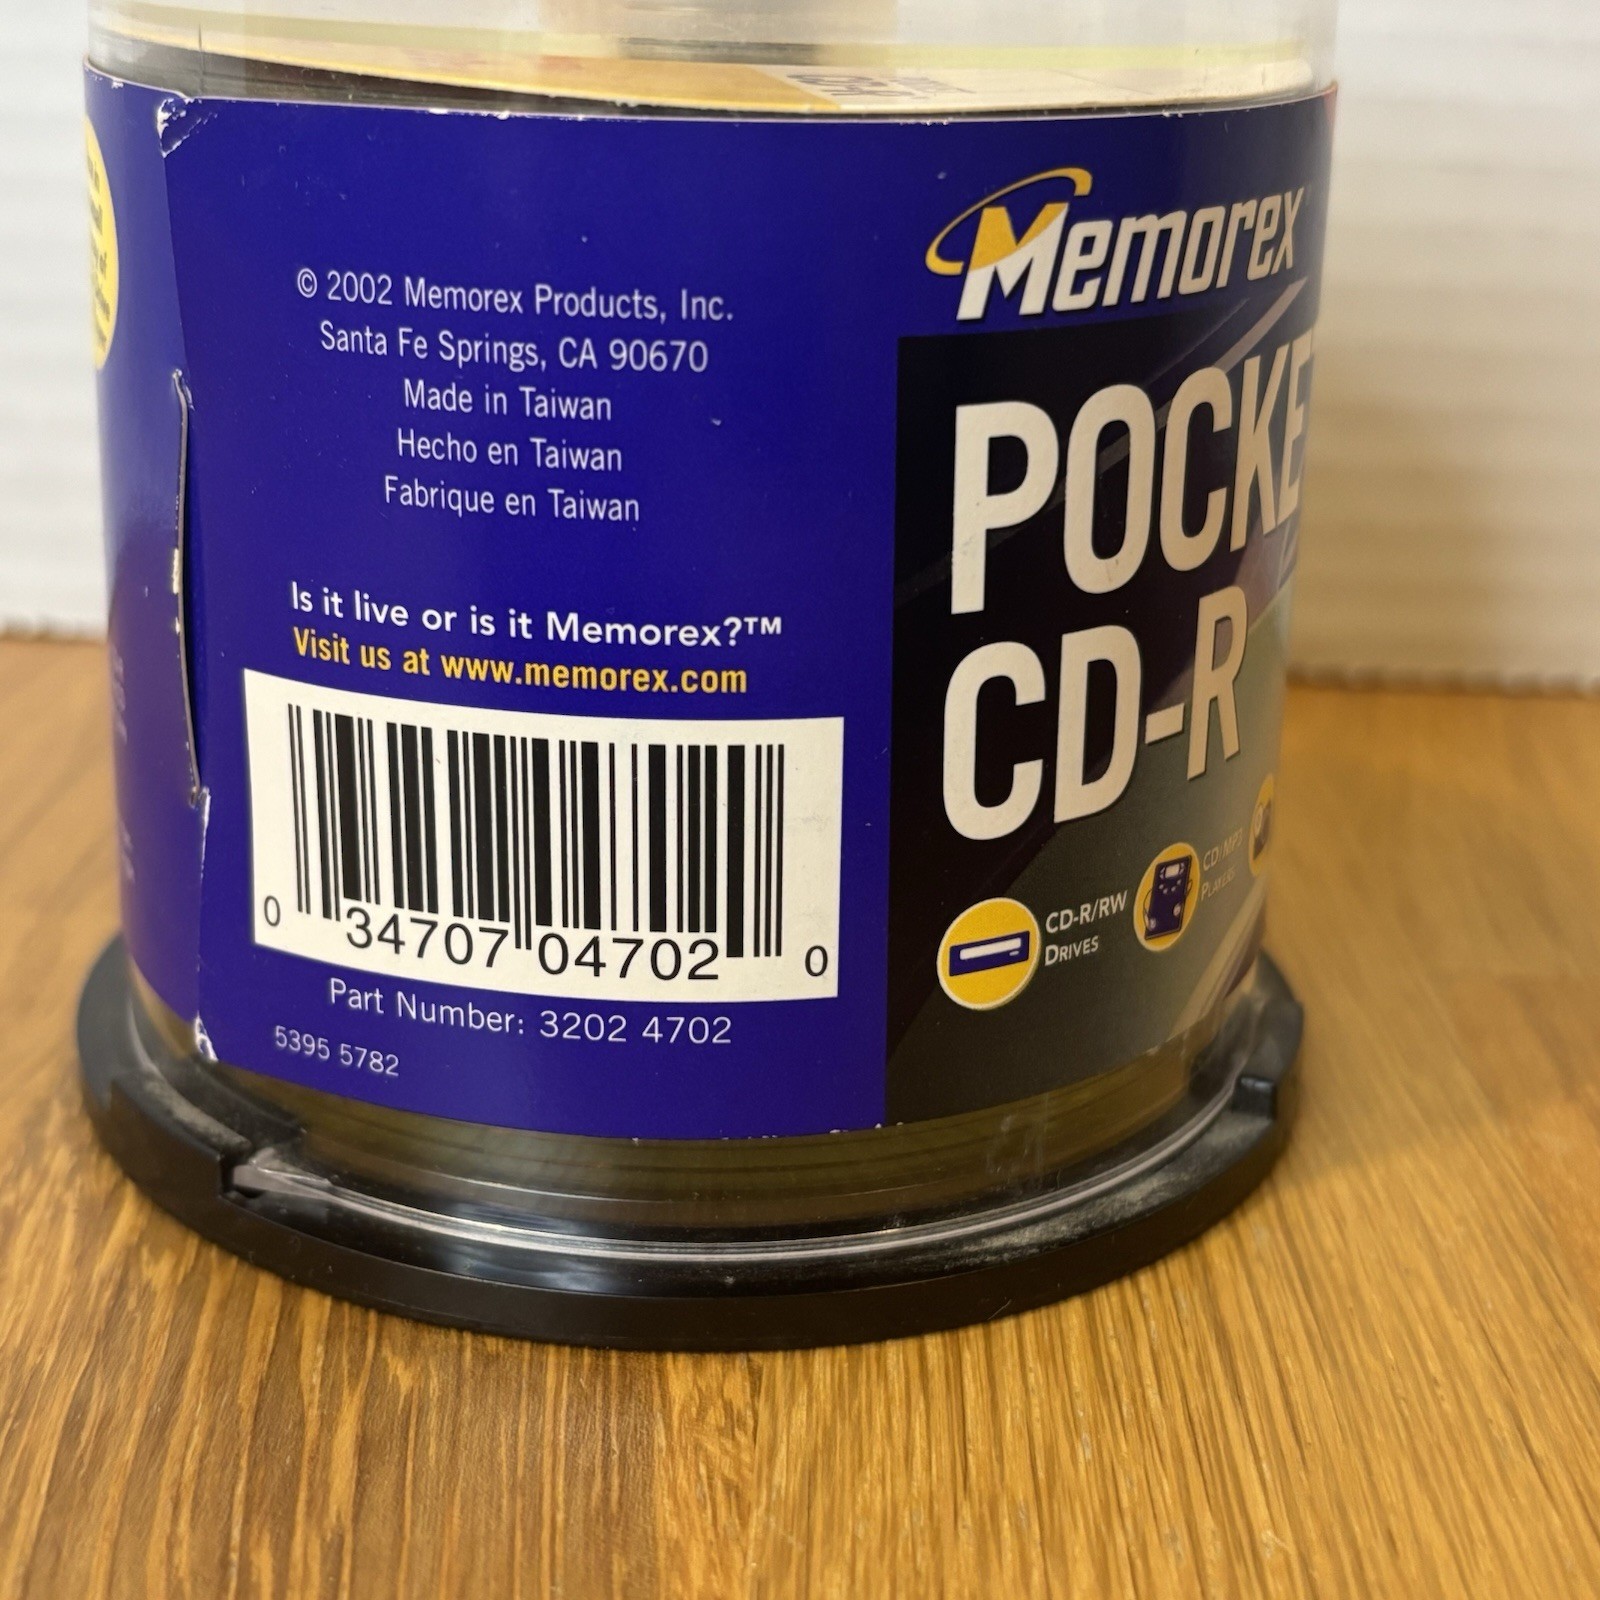 © 2002 Memorex Products, Inc.
Santa Fe Springs, CA 90670
Made in Taiwan
Hecho en Taiwan
Fabrique en Taiwan
Is it live or is it Memorex?™
Visit us at www.memorex.com
0 34707 04702 0
Part Number: 3202 4702
5395 5782
Memorex
POCKE
CD-R
CD-R/RW
DRIVES
CD/MP3
PLAYERS